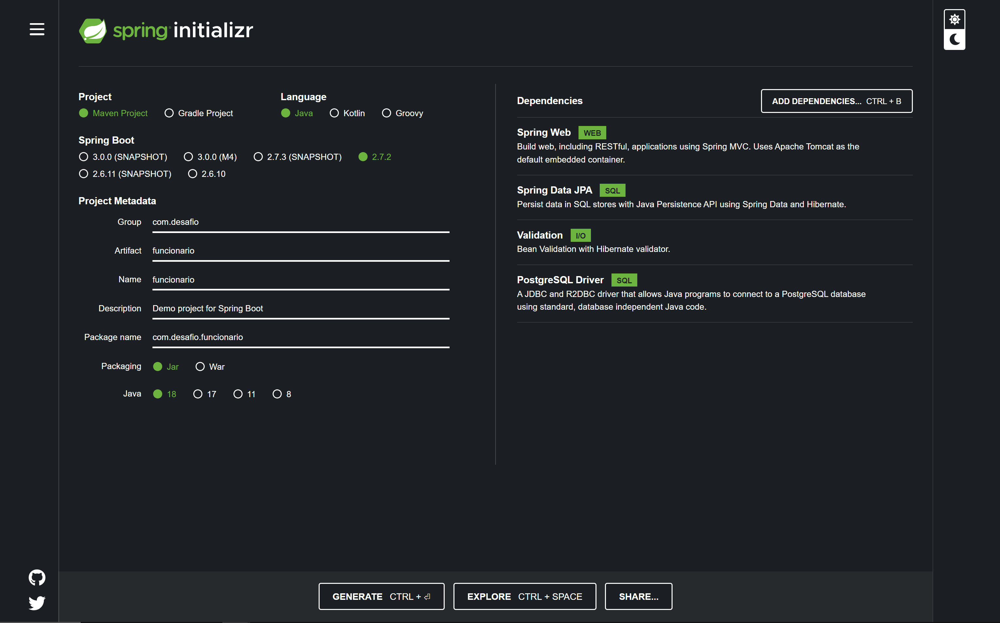 spring initializr
Project
Maven Project Gradle Project
Language
Java Kotlin Groovy
Spring Boot
3.0.0 (SNAPSHOT) 3.0.0 (M4) 2.7.3 (SNAPSHOT) 2.7.2
2.6.11 (SNAPSHOT) 2.6.10
Project Metadata
Group com.desafio
Artifact funcionario
Name funcionario
Description Demo project for Spring Boot
Package name com.desafio.funcionario
Packaging Jar War
Java 18 17 11 8
Dependencies ADD DEPENDENCIES... CTRL + B
Spring Web WEB
Build web, including RESTful, applications using Spring MVC. Uses Apache Tomcat as the
default embedded container.
Spring Data JPA SQL
Persist data in SQL stores with Java Persistence API using Spring Data and Hibernate.
Validation I/O
Bean Validation with Hibernate validator.
PostgreSQL Driver SQL
A JDBC and R2DBC driver that allows Java programs to connect to a PostgreSQL database
using standard, database independent Java code.
GENERATE CTRL + ⏎ EXPLORE CTRL + SPACE SHARE...